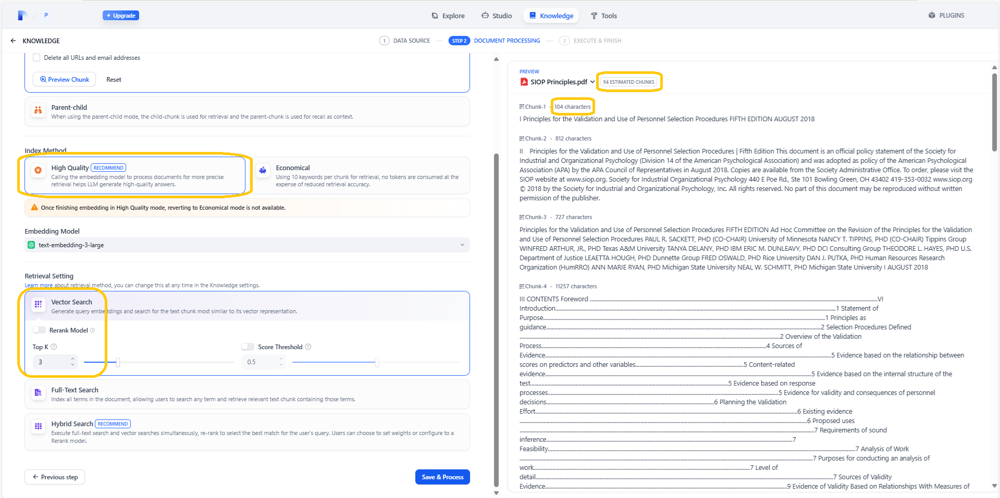 P
Upgrade
Explore
Studio
Knowledge
Tools
PLUGINS
KNOWLEDGE
1 DATA SOURCE
STEP 2 DOCUMENT PROCESSING
3 EXECUTE & FINISH
Delete all URLs and email addresses
Preview Chunk
Reset
Parent-child
When using the parent-child mode, the child-chunk is used for retrieval and the parent-chunk is used for recall as context.
Index Method
High Quality RECOMMEND
Calling the embedding model to process documents for more precise
retrieval helps LLM generate high-quality answers.
Economical
Using 10 keywords per chunk for retrieval, no tokens are consumed at the
expense of reduced retrieval accuracy.
Once finishing embedding in High Quality mode, reverting to Economical mode is not available.
Embedding Model
text-embedding-3-large
Retrieval Setting
Learn more about retrieval method, you can change this at any time in the Knowledge settings.
Vector Search
Generate query embeddings and search for the text chunk most similar to its vector representation.
Rerank Model
Top K
3
Score Threshold
0.5
Full-Text Search
Index all terms in the document, allowing users to search any term and retrieve relevant text chunk containing those terms.
Hybrid Search RECOMMEND
Execute full-text search and vector searches simultaneously, re-rank to select the best match for the user's query. Users can choose to set weights or configure to a
Rerank model.
Previous step
Save & Process
PREVIEW
SIOP Principles.pdf
94 ESTIMATED CHUNKS
Chunk-1 · 104 characters
I Principles for the Validation and Use of Personnel Selection Procedures FIFTH EDITION AUGUST 2018
Chunk-2 · 812 characters
II Principles for the Validation and Use of Personnel Selection Procedures | Fifth Edition This document is an official policy statement of the Society for
Industrial and Organizational Psychology (Division 14 of the American Psychological Association) and was adopted as policy of the American Psychological
Association (APA) by the APA Council of Representatives in August 2018. Copies are available from the Society Administrative Office. To order, please visit the
SIOP website at www.siop.org. Society for Industrial Organizational Psychology 440 E Poe Rd., Ste 101 Bowling Green, OH 43402 419-353-0032 www.siop.org
© 2018 by the Society for Industrial and Organizational Psychology, Inc. All rights reserved. No part of this document may be reproduced without written
permission of the publisher.
Chunk-3 · 727 characters
Principles for the Validation and Use of Personnel Selection Procedures FIFTH EDITION Ad Hoc Committee on the Revision of the Principles for the Validation
and Use of Personnel Selection Procedures PAUL R. SACKETT, PHD (CO-CHAIR) University of Minnesota NANCY T. TIPPINS, PHD (CO-CHAIR) Tippins Group
WINFRED ARTHUR, JR., PHD Texas A&M University TANYA DELANY, PHD IBM ERIC M. DUNLEAVY, PHD DCI Consulting Group THEODORE L. HAYES, PHD U.S.
Department of Justice LEAETTA HOUGH, PHD Dunnette Group FRED OSWALD, PHD Rice University DAN J. PUTKA, PHD Human Resources Research
Organization (HumRRO) ANN MARIE RYAN, PHD Michigan State University NEAL W. SCHMITT, PHD Michigan State University I AUGUST 2018
Chunk-4 · 11257 characters
III CONTENTS Foreword ........................VI
Introduction........................1 Statement of
Purpose........................1 Principles as
guidance........................2 Selection Procedures Defined
........................2 Overview of the Validation
Process........................4 Sources of
Evidence........................5 Evidence based on the relationship between
scores on predictors and other variables........................5 Content-related
evidence........................5 Evidence based on the internal structure of the
test........................5 Evidence based on response
processes........................5 Evidence for validity and consequences of personnel
decisions........................6 Planning the Validation
Effort........................6 Existing evidence
........................6 Proposed uses
........................7 Requirements of sound
inference........................7
Feasibility........................7 Analysis of Work
........................7 Purposes for conducting an analysis of
work........................7 Level of
detail........................7 Sources of Validity
Evidence........................9 Evidence of Validity Based on Relationships With Measures of